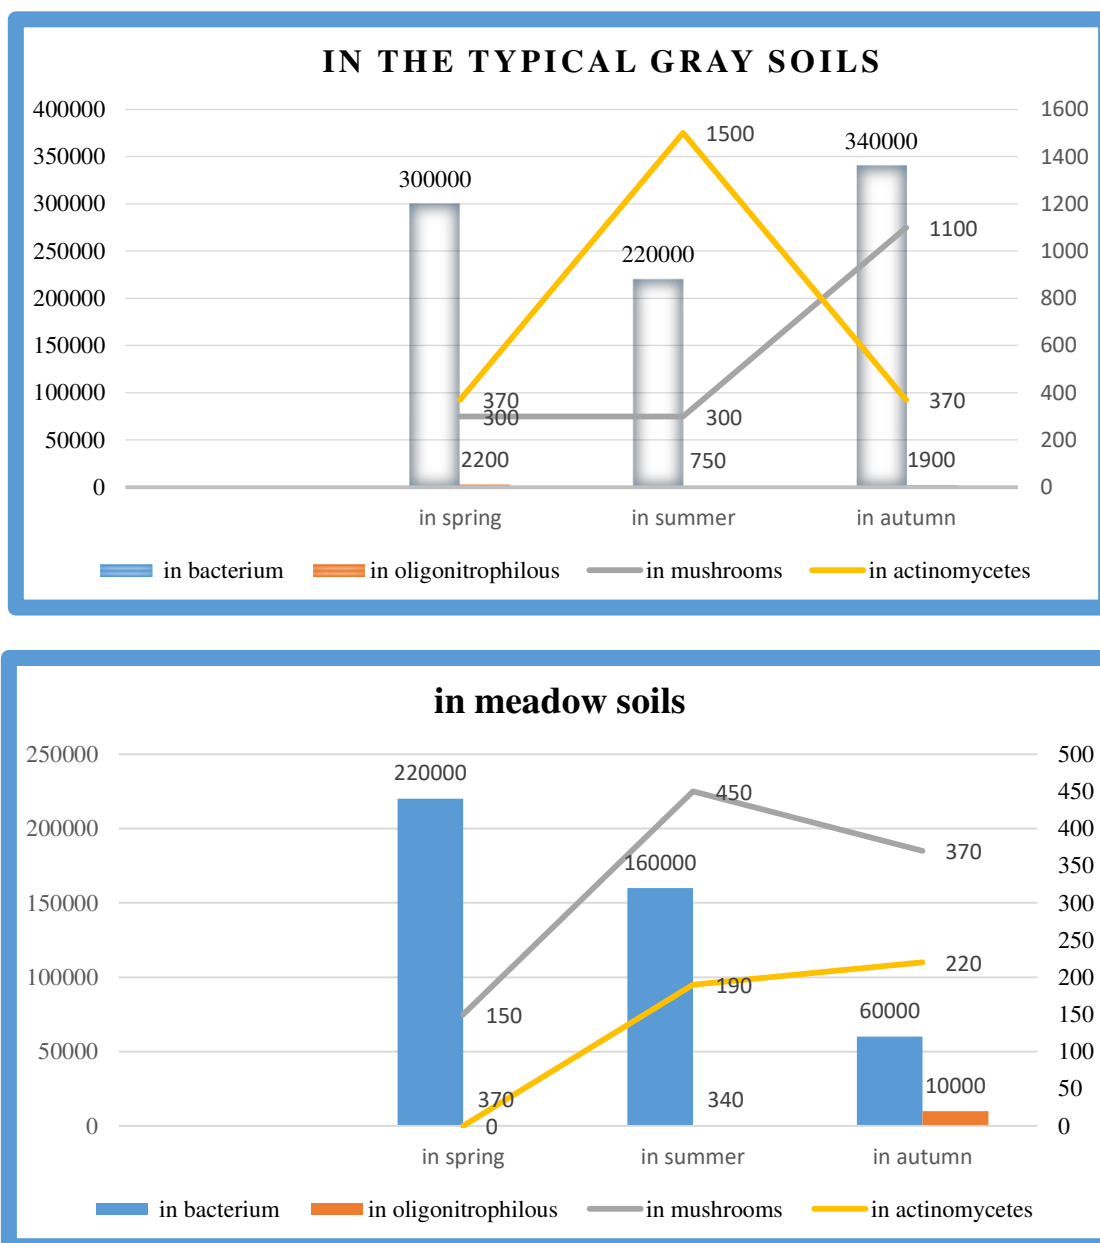 IN THE TYPICAL GRAY SOILS
400000 1600
350000 1500 340000 1400
300000 300000 1200
250000 220000 1100 1000
200000 800
150000 600
100000 370 370 400
300 300
50000 2200 750 1900 200
0 0
in spring in summer in autumn
in bacterium in oligonitrophilous in mushrooms in actinomycetes
in meadow soils
250000 500
220000 450 450
200000 400
160000 370 350
150000 300
250
100000 190 220 200
150 60000 150
50000 100
370 340 10000 50
0 0 0
in spring in summer in autumn
in bacterium in oligonitrophilous in mushrooms in actinomycetes